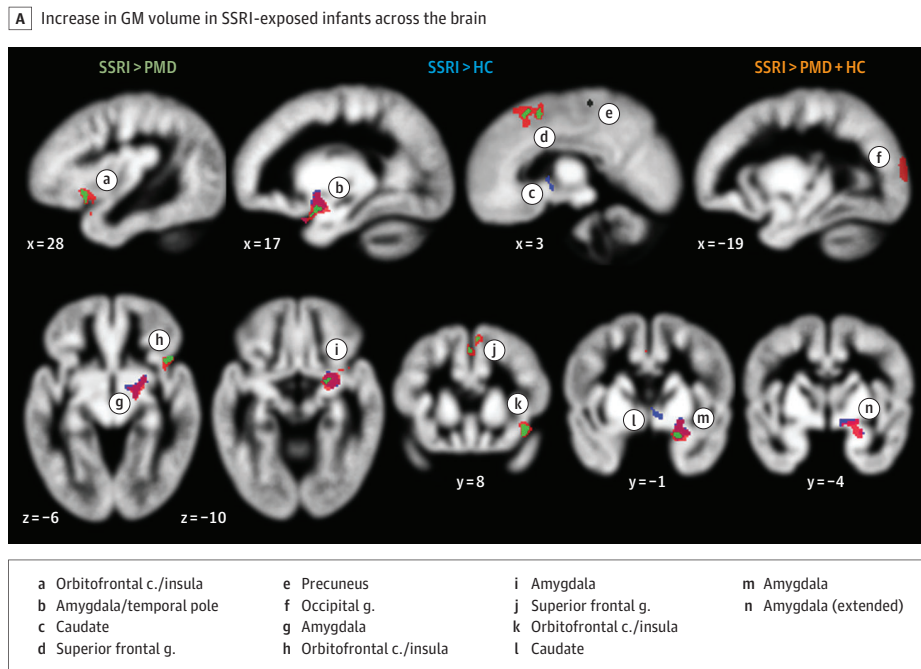 A Increase in GM volume in SSRI-exposed infants across the brain
SSRI > PMD
SSRI > HC
SSRI > PMD + HC
a
b
c
d
e
f
x = 28
x = 17
x = 3
x = −19
g
h
i
j
k
l
m
n
z = −6
z = −10
y = 8
y = −1
y = −4
a Orbitofrontal c./insula
b Amygdala/temporal pole
c Caudate
d Superior frontal g.
e Precuneus
f Occipital g.
g Amygdala
h Orbitofrontal c./insula
i Amygdala
j Superior frontal g.
k Orbitofrontal c./insula
l Caudate
m Amygdala
n Amygdala (extended)